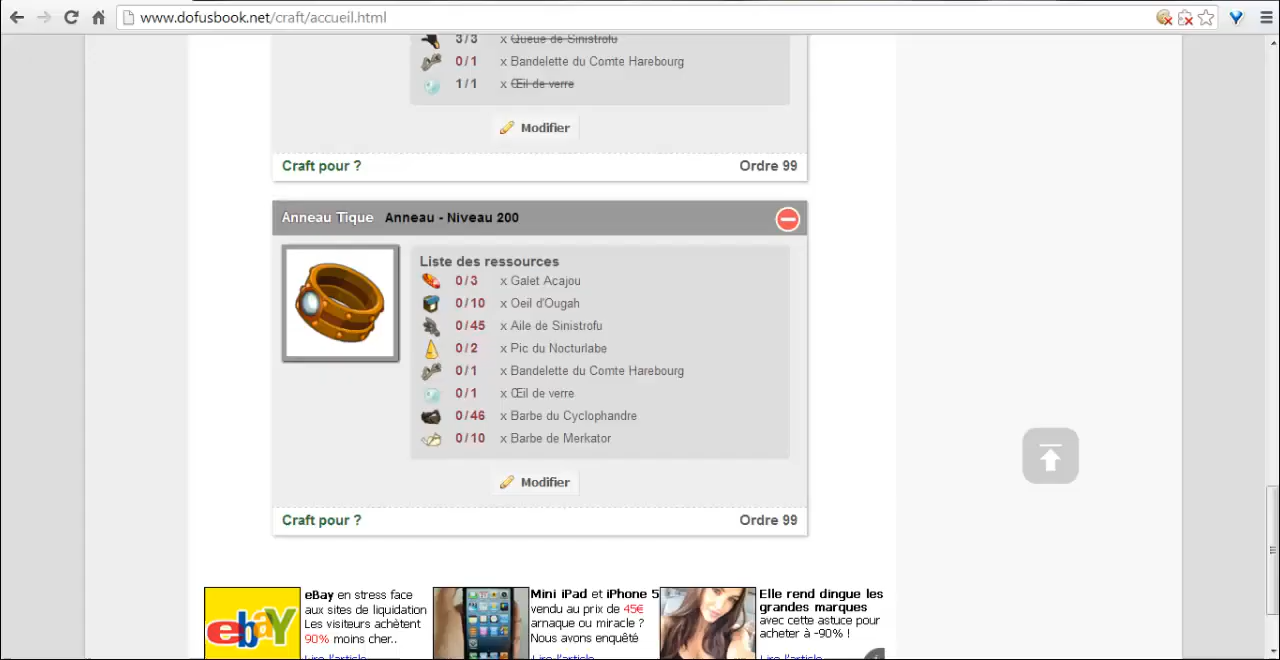 www.dofusbook.net/craft/accueil.html
3/3 x Queue de Sinistrofu
0/1 x Bandelette du Comte Harebourg
1/1 x Œil de verre
Modifier
Craft pour ? Ordre 99
Anneau Tique Anneau - Niveau 200
Liste des ressources
0/3 x Galet Acajou
0/10 x Oeil d'Ougah
0/45 x Aile de Sinistrofu
0/2 x Pic du Nocturlabe
0/1 x Bandelette du Comte Harebourg
0/1 x Œil de verre
0/46 x Barbe du Cyclophandre
0/10 x Barbe de Merkator
Modifier
Craft pour ? Ordre 99
ebay
eBay en stress face
aux sites de liquidation
Les visiteurs achètent
90% moins cher..
Lire l'article
Mini iPad et iPhone 5
vendu au prix de 45€
arnaque ou miracle ?
Nous avons enquêté
Lire l'article
Elle rend dingue les
grandes marques
avec cette astuce pour
acheter à -90% !
Lire l'article